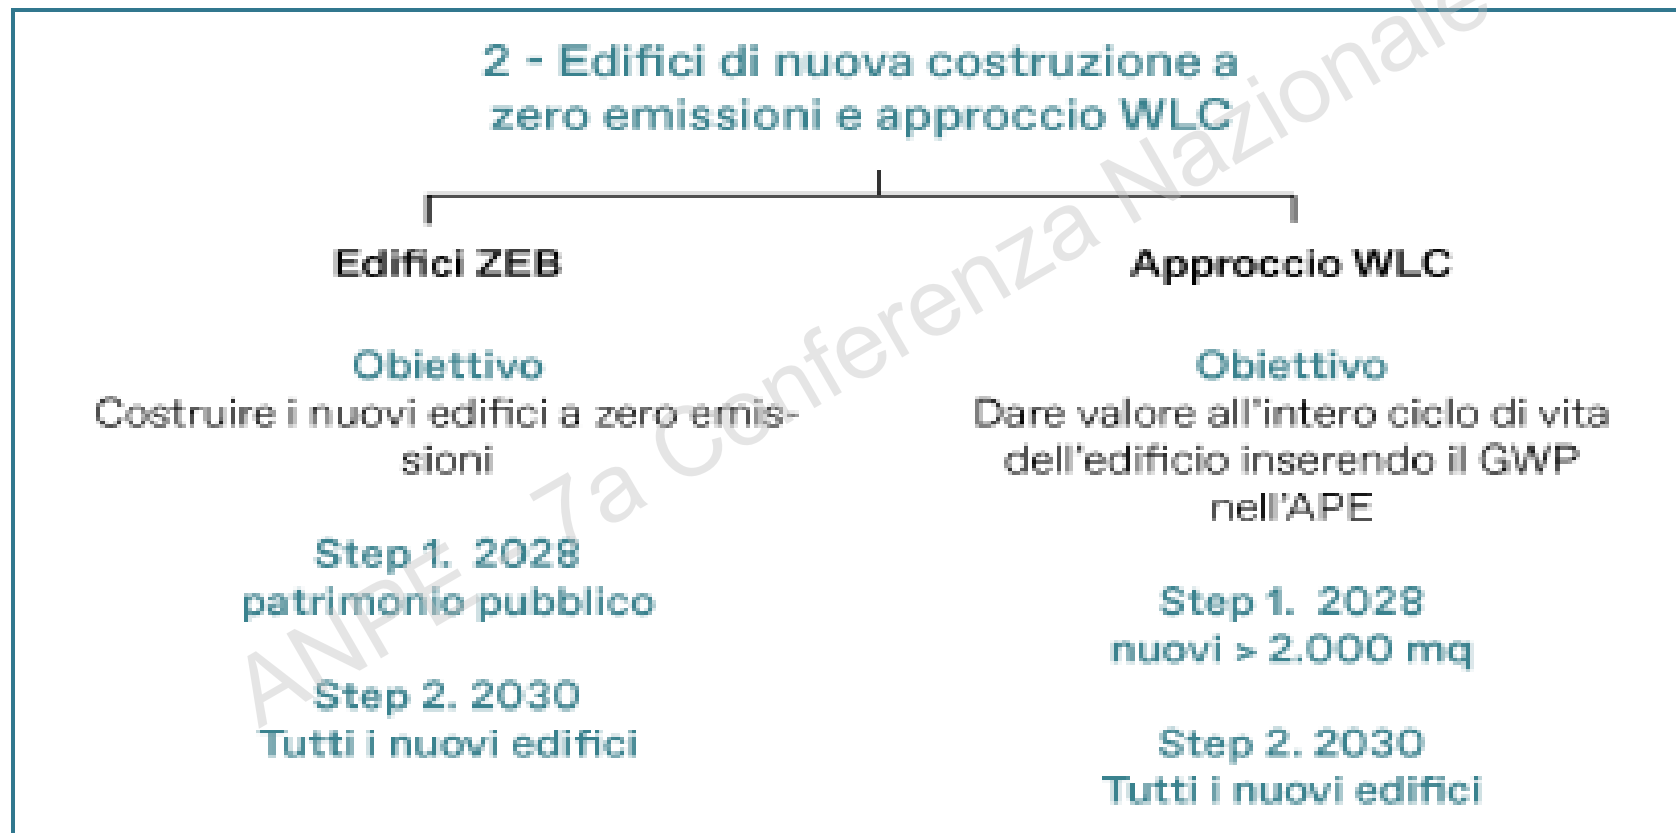 2 - Edifici di nuova costruzione a
zero emissioni e approccio WLC
Edifici ZEB
Obiettivo
Costruire i nuovi edifici a zero emis-
sioni
Step 1. 2028
patrimonio pubblico
Step 2. 2030
Tutti i nuovi edifici
Approccio WLC
Obiettivo
Dare valore all'intero ciclo di vita
dell'edificio inserendo il GWP
nell'APE
Step 1. 2028
nuovi > 2.000 mq
Step 2. 2030
Tutti i nuovi edifici
ANPE - 7a Conferenza Nazionale